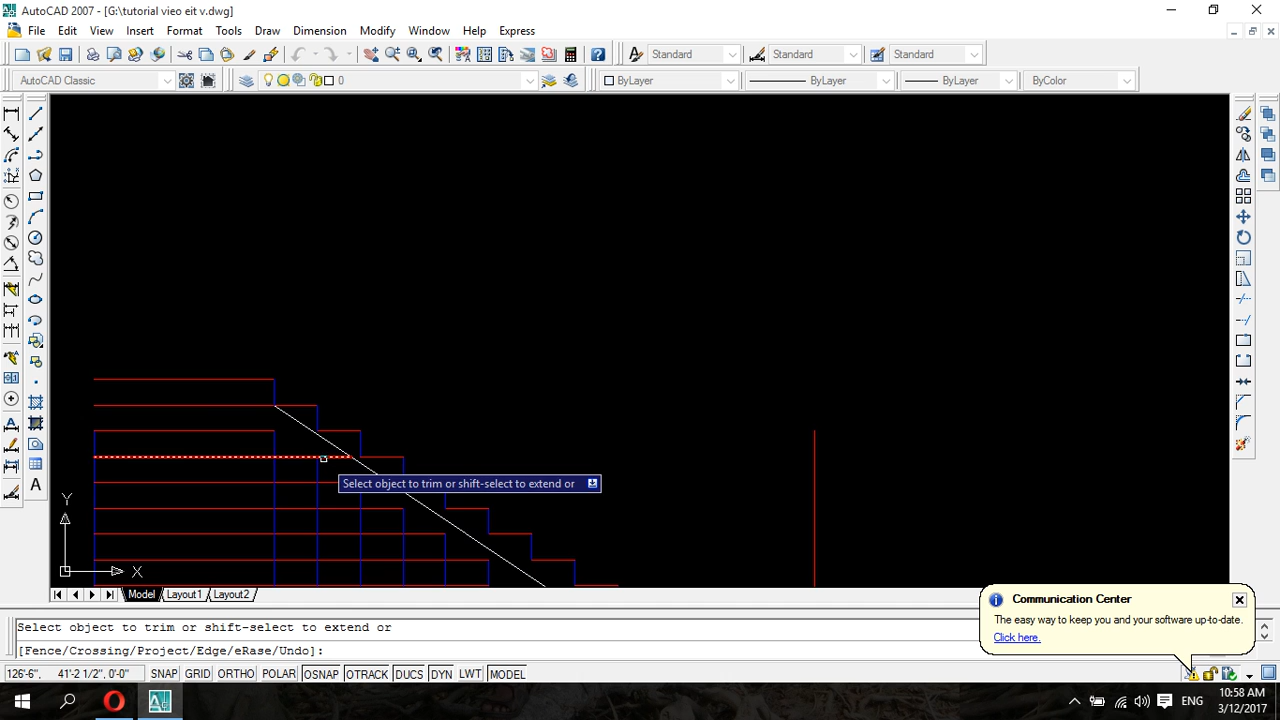 AutoCAD 2007 - [G:\tutorial vieo eit v.dwg]
File Edit View Insert Format Tools Draw Dimension Modify Window Help Express
Standard Standard Standard
AutoCAD Classic 0 ByLayer ByLayer ByLayer ByColor
Select object to trim or shift-select to extend or
Y
X
Model Layout1 Layout2
Communication Center
The easy way to keep you and your software up-to-date.
Click here.
Select object to trim or shift-select to extend or
[Fence/Crossing/Project/Edge/eRase/Undo]:
126'-6", 41'-2 1/2", 0'-0" SNAP GRID ORTHO POLAR OSNAP OTRACK DUCS DYN LWT MODEL
ENG
10:58 AM
3/12/2017